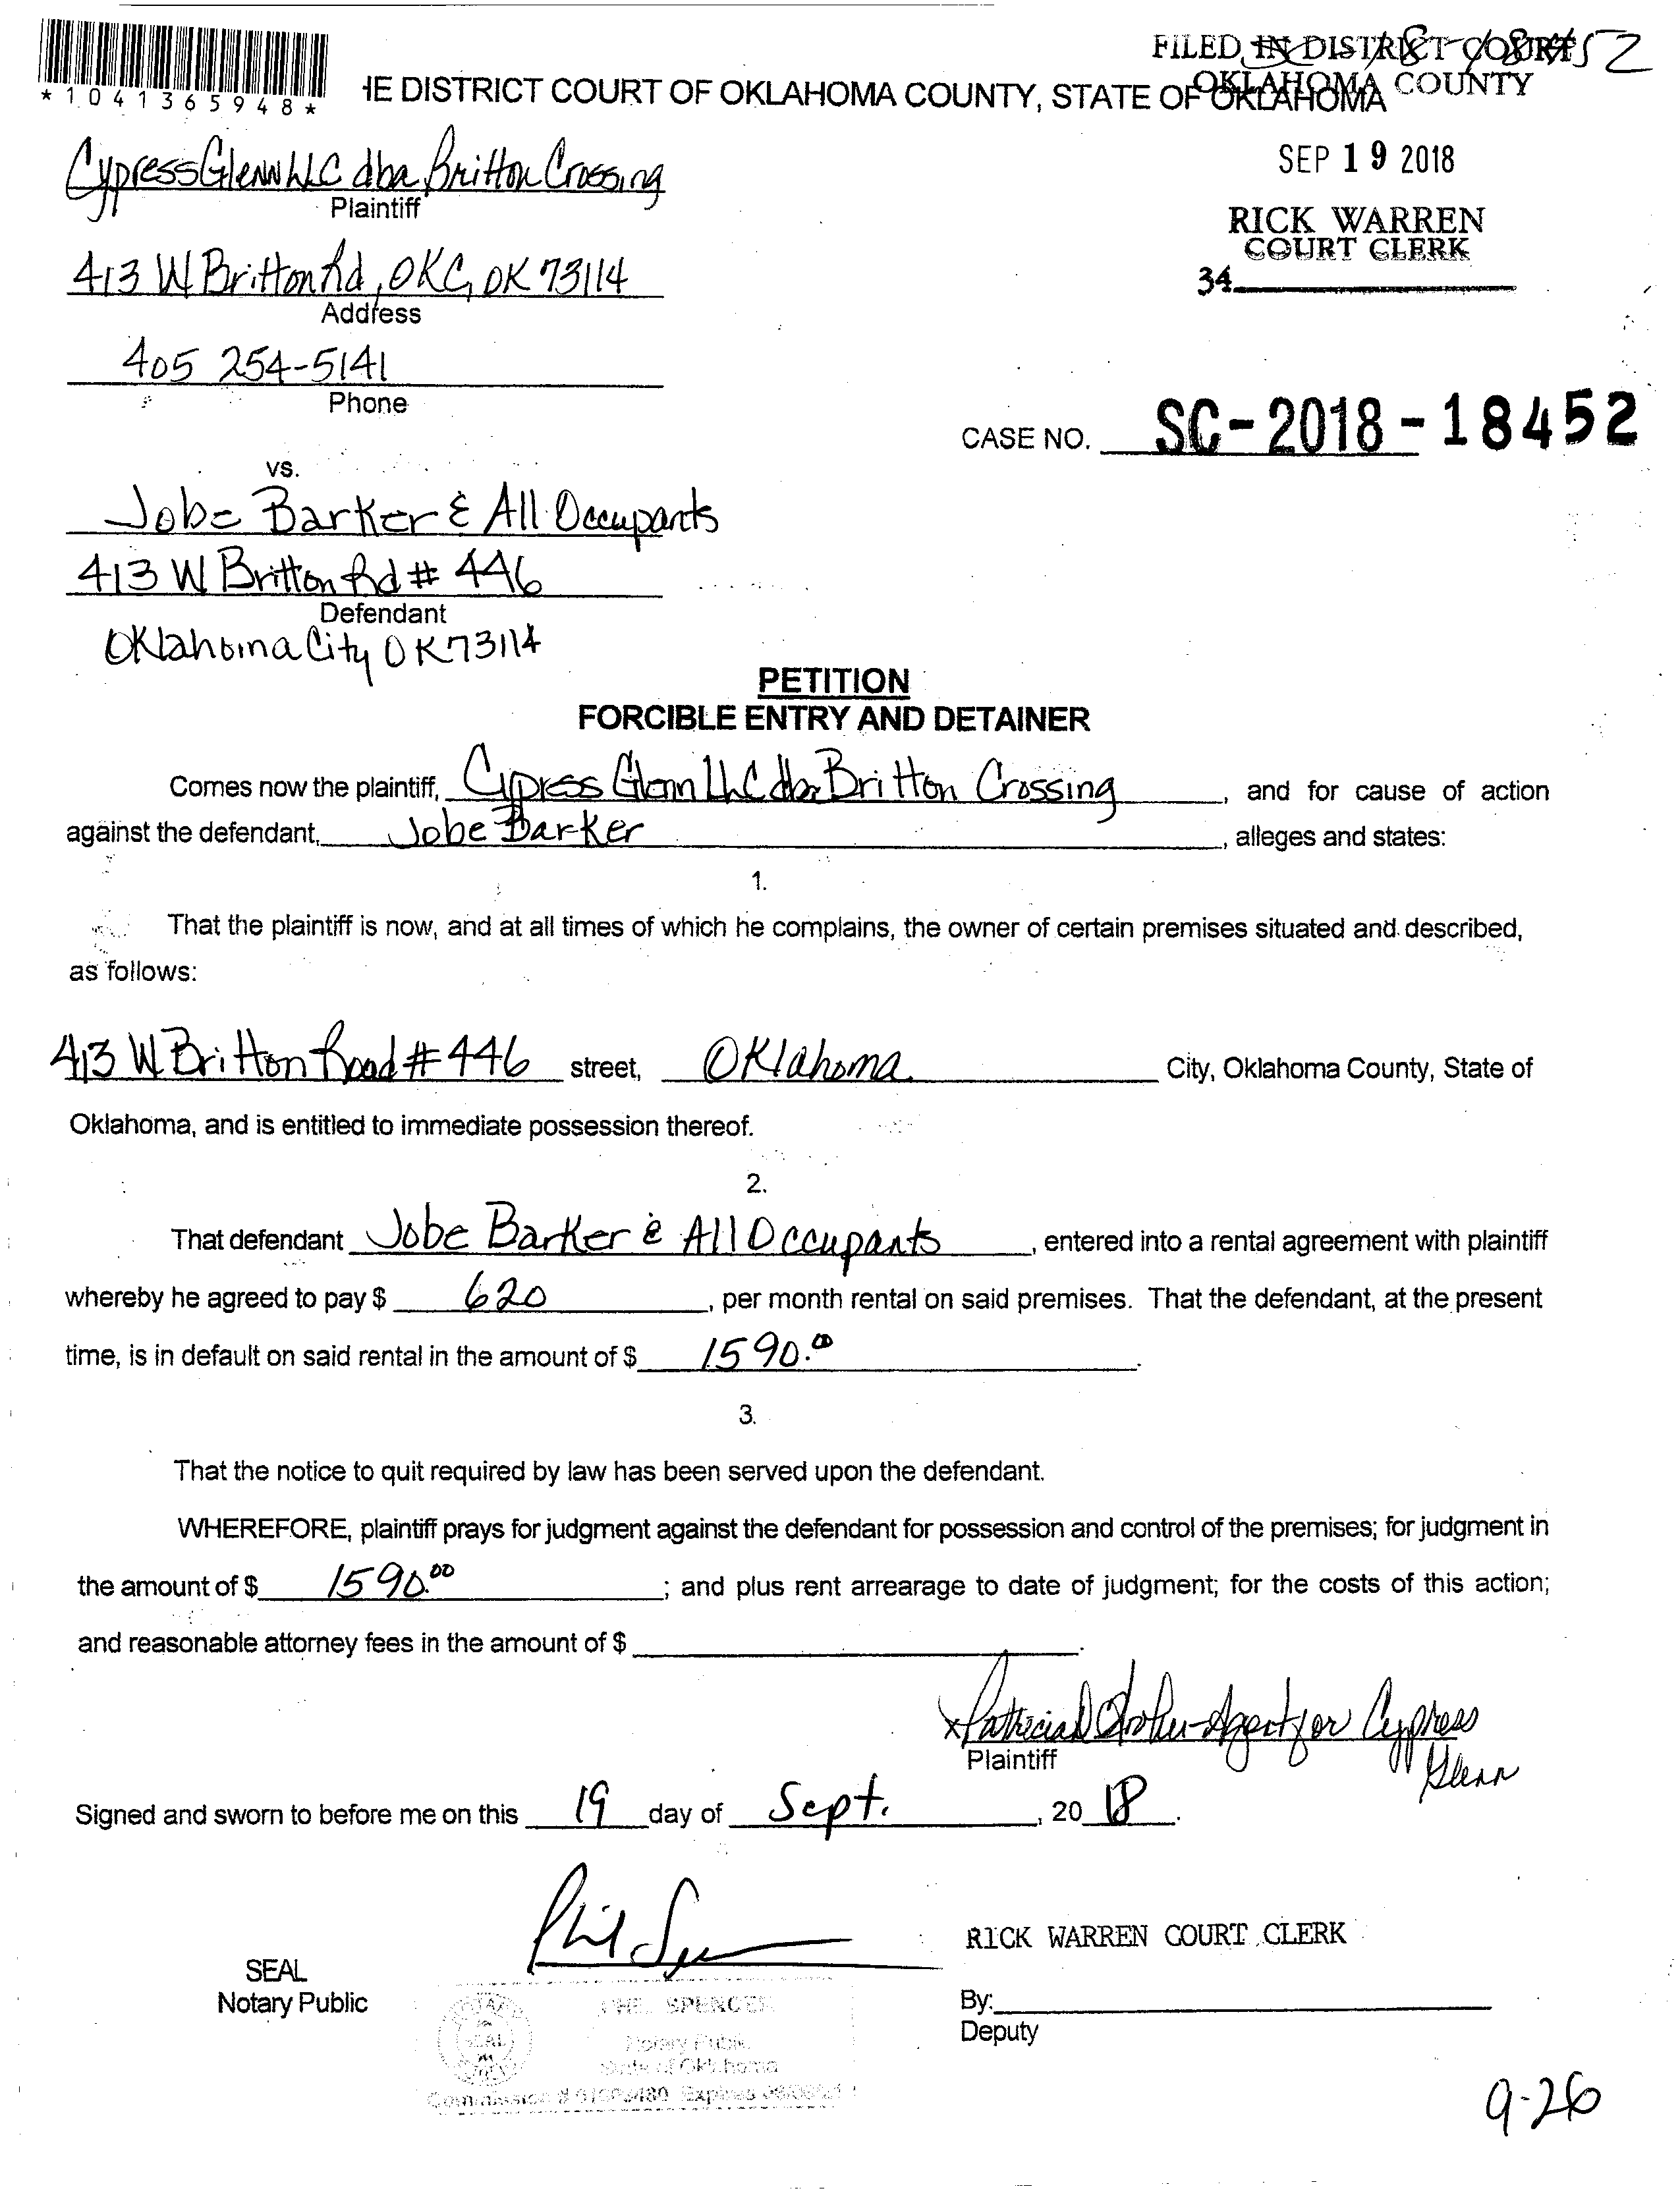 FILED IN DISTRICT COURT
OKLAHOMA COUNTY
*1041365948*
HE DISTRICT COURT OF OKLAHOMA COUNTY, STATE OF OKLAHOMA
SEP 19 2018
RICK WARREN
COURT CLERK
34
Cypress Glenn LLC dba Britton Crossing
Plaintiff
413 W Britton Rd, OKC, OK 73114
Address
405 254-5141
Phone
CASE NO. SC-2018-18452
vs.
Jobe Barker & All Occupants
413 W Britton Rd # 446
Defendant
Oklahoma City OK 73114
PETITION
FORCIBLE ENTRY AND DETAINER
Comes now the plaintiff, Cypress Glenn LLC dba Britton Crossing, and for cause of action
against the defendant, Jobe Barker, alleges and states:
1.
That the plaintiff is now, and at all times of which he complains, the owner of certain premises situated and described,
as follows:
413 W Britton Road # 446 street, Oklahoma City, Oklahoma County, State of
Oklahoma, and is entitled to immediate possession thereof.
2.
That defendant Jobe Barker & All Occupants, entered into a rental agreement with plaintiff
whereby he agreed to pay $ 620, per month rental on said premises. That the defendant, at the present
time, is in default on said rental in the amount of $ 1590.00.
3.
That the notice to quit required by law has been served upon the defendant.
WHEREFORE, plaintiff prays for judgment against the defendant for possession and control of the premises; for judgment in
the amount of $ 1590.00; and plus rent arrearage to date of judgment; for the costs of this action;
and reasonable attorney fees in the amount of $
x Patricia - Agent for Cypress
Glenn
Plaintiff
Signed and sworn to before me on this 19 day of Sept., 2018.
RICK WARREN COURT CLERK
SEAL
Notary Public
SPENCER
Notary Public
State of Oklahoma
By:
Deputy
9-26